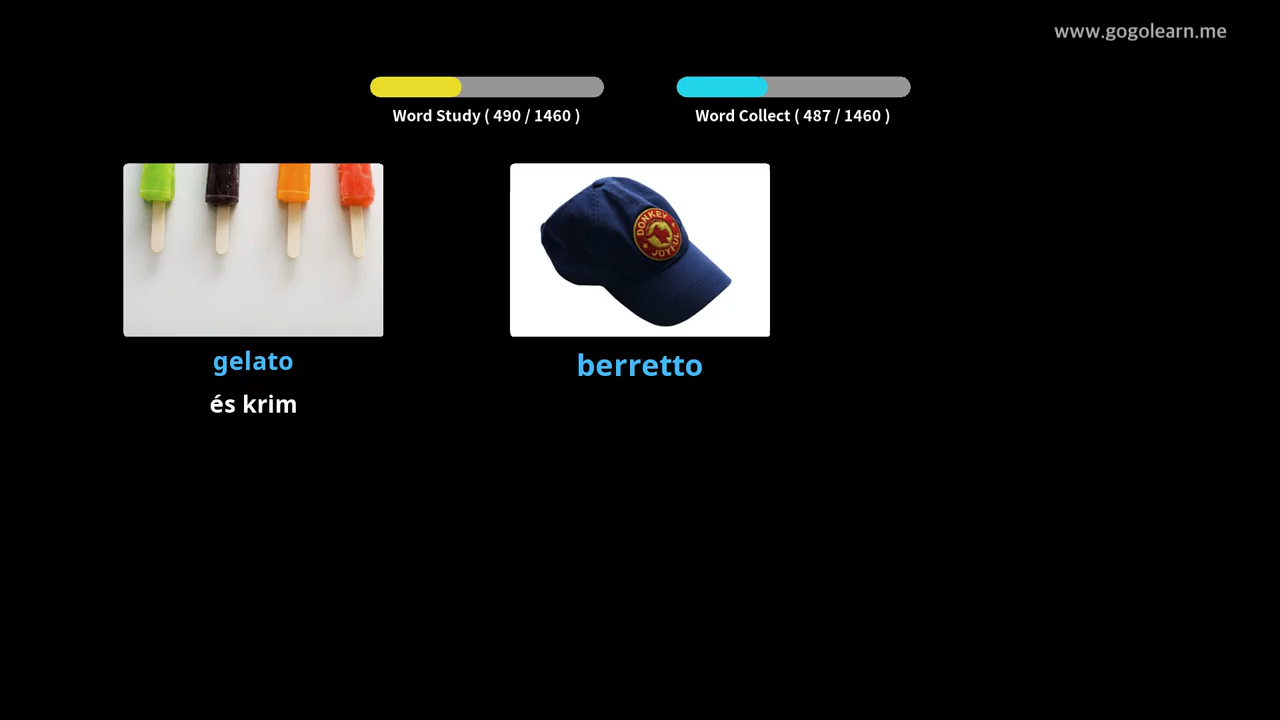 www.gogolearn.me
Word Study ( 490 / 1460 )
Word Collect ( 487 / 1460 )
DONKEY
JOYFUL
gelato
berretto
és krim